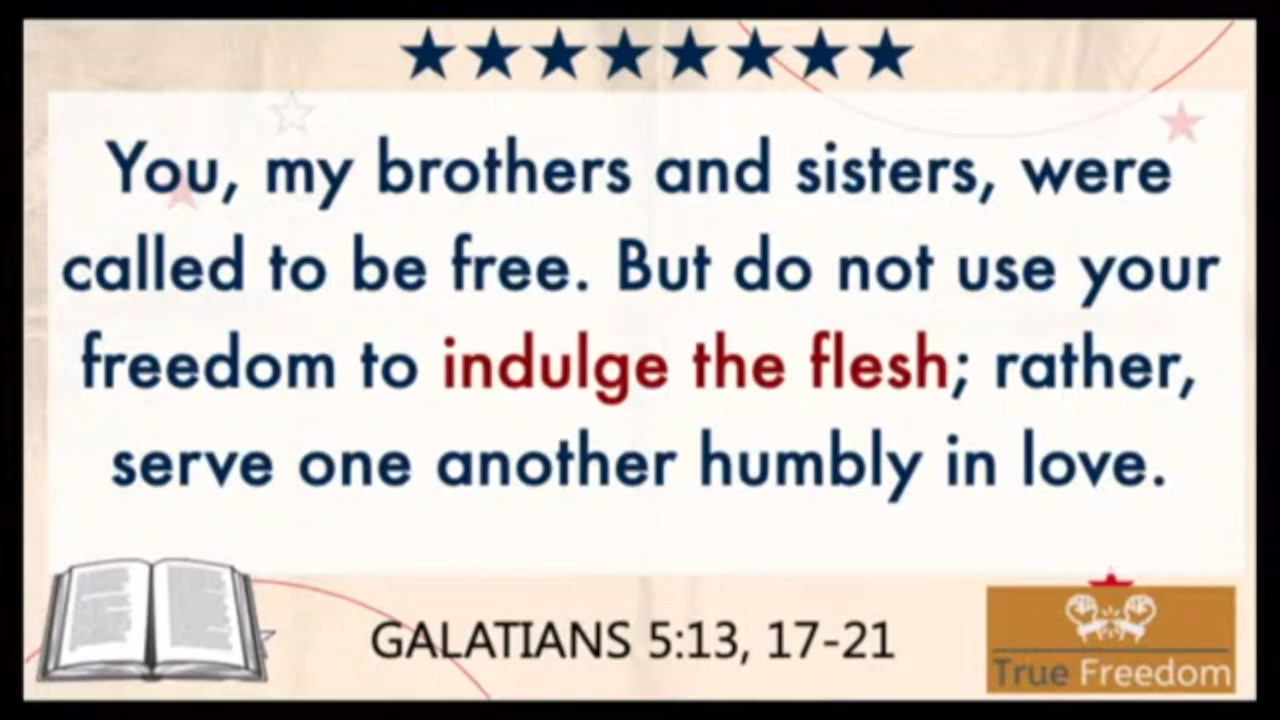 You, my brothers and sisters, were
called to be free. But do not use your
freedom to indulge the flesh; rather,
serve one another humbly in love.
GALATIANS 5:13, 17-21
True Freedom